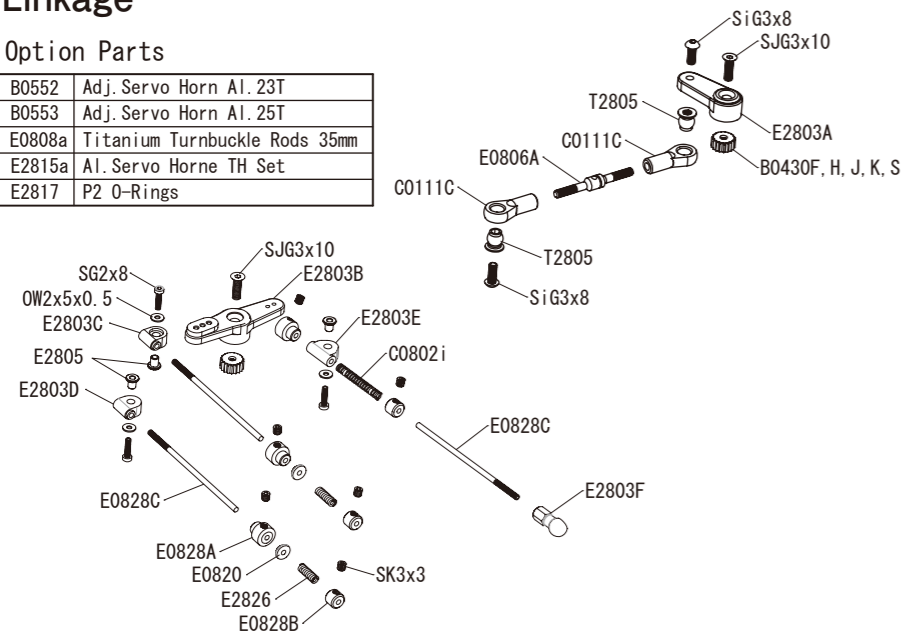 Linkage
Option Parts
B0552 Adj.Servo Horn Al.23T
B0553 Adj.Servo Horn Al.25T
E0808a Titanium Turnbuckle Rods 35mm
E2815a Al.Servo Horne TH Set
E2817 P2 O-Rings
SiG3x8
SJG3x10
T2805
E2803A
C0111C
B0430F, H, J, K, S
E0806A
C0111C
T2805
SiG3x8
SJG3x10
E2803B
SG2x8
OW2x5x0.5
E2803C
E2803E
E2805
C0802i
E2803D
E0828C
E2803F
E0828C
E0828A
E0820
SK3x3
E2826
E0828B